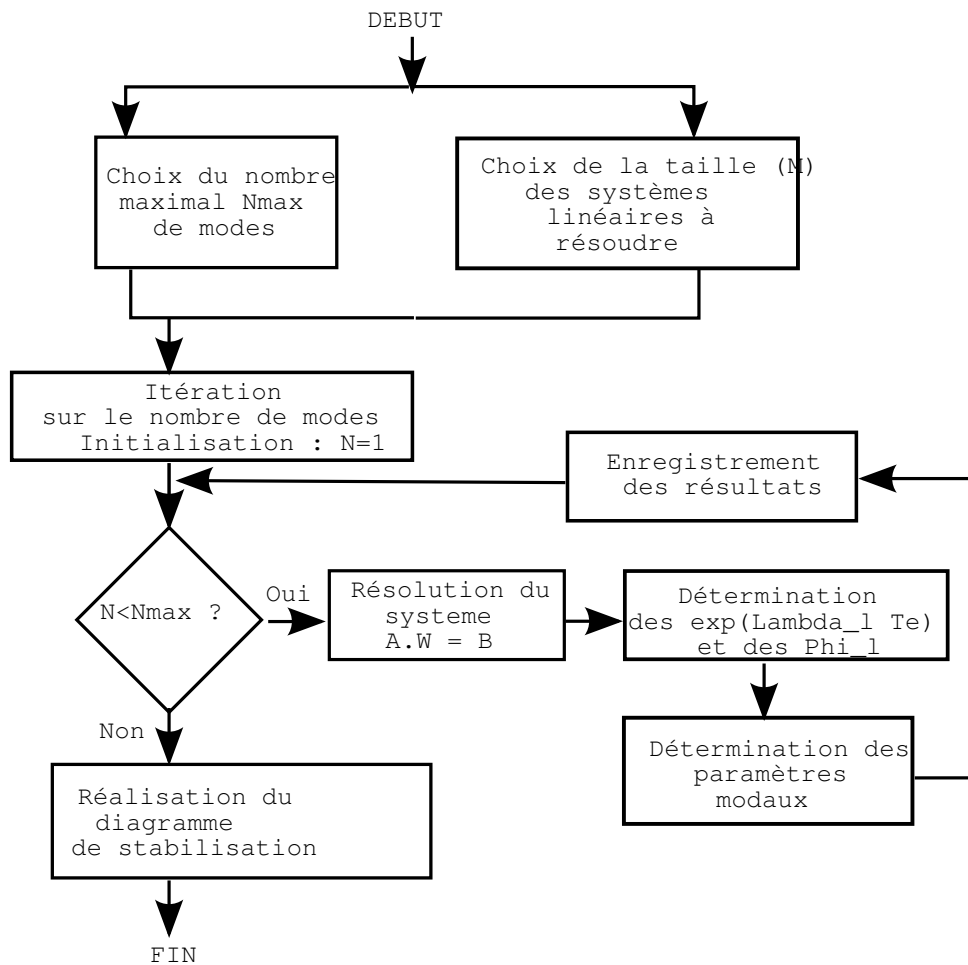 DEBUT
Choix du nombre
maximal Nmax
de modes
Choix de la taille (M)
des systèmes
linéaires à
résoudre
Itération
sur le nombre de modes
Initialisation : N=1
Enregistrement
des résultats
N<Nmax ?
Oui
Résolution du
systeme
A.W = B
Détermination
des exp(Lambda_l Te)
et des Phi_l
Non
Détermination des
paramètres
modaux
Réalisation du
diagramme
de stabilisation
FIN